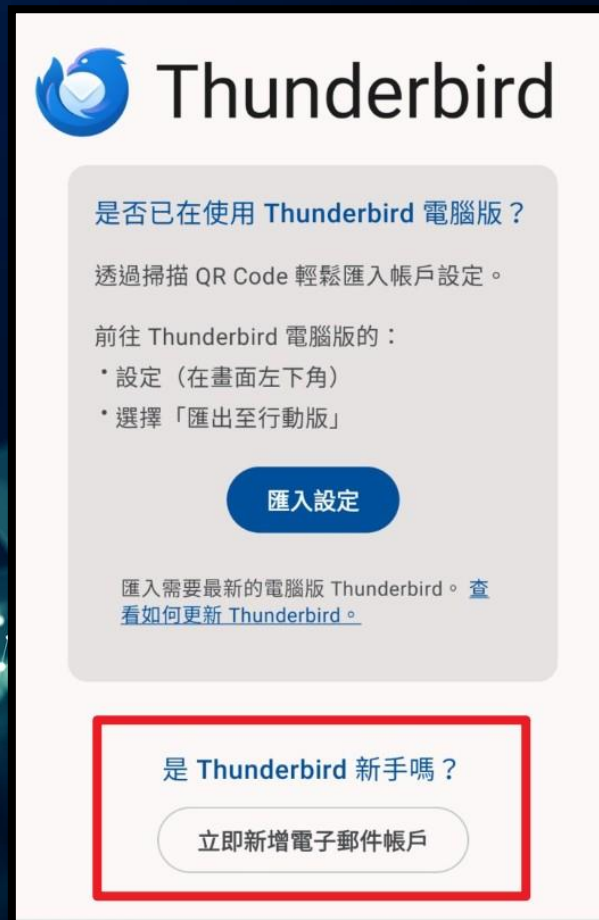 Thunderbird
是否已在使用 Thunderbird 電腦版？
透過掃描 QR Code 輕鬆匯入帳戶設定。
前往 Thunderbird 電腦版的：
・設定（在畫面左下角）
・選擇「匯出至行動版」
匯入設定
匯入需要最新的電腦版 Thunderbird。查
看如何更新 Thunderbird。
是 Thunderbird 新手嗎？
立即新增電子郵件帳戶